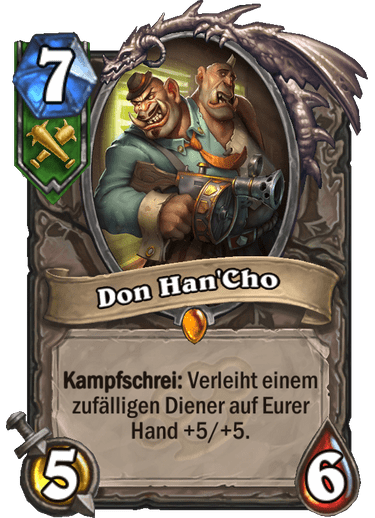 7
Don Han'Cho
Kampfschrei: Verleiht einem
zufälligen Diener auf Eurer
Hand +5/+5.
5
6